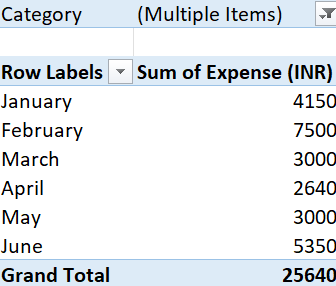 Category (Multiple Items)
Row Labels Sum of Expense (INR)
January 4150
February 7500
March 3000
April 2640
May 3000
June 5350
Grand Total 25640